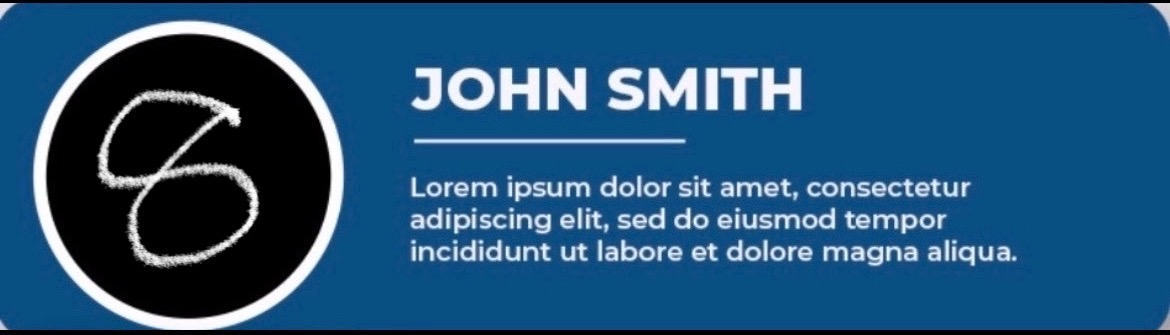 8
JOHN SMITH
Lorem ipsum dolor sit amet, consectetur
adipiscing elit, sed do eiusmod tempor
incididunt ut labore et dolore magna aliqua.